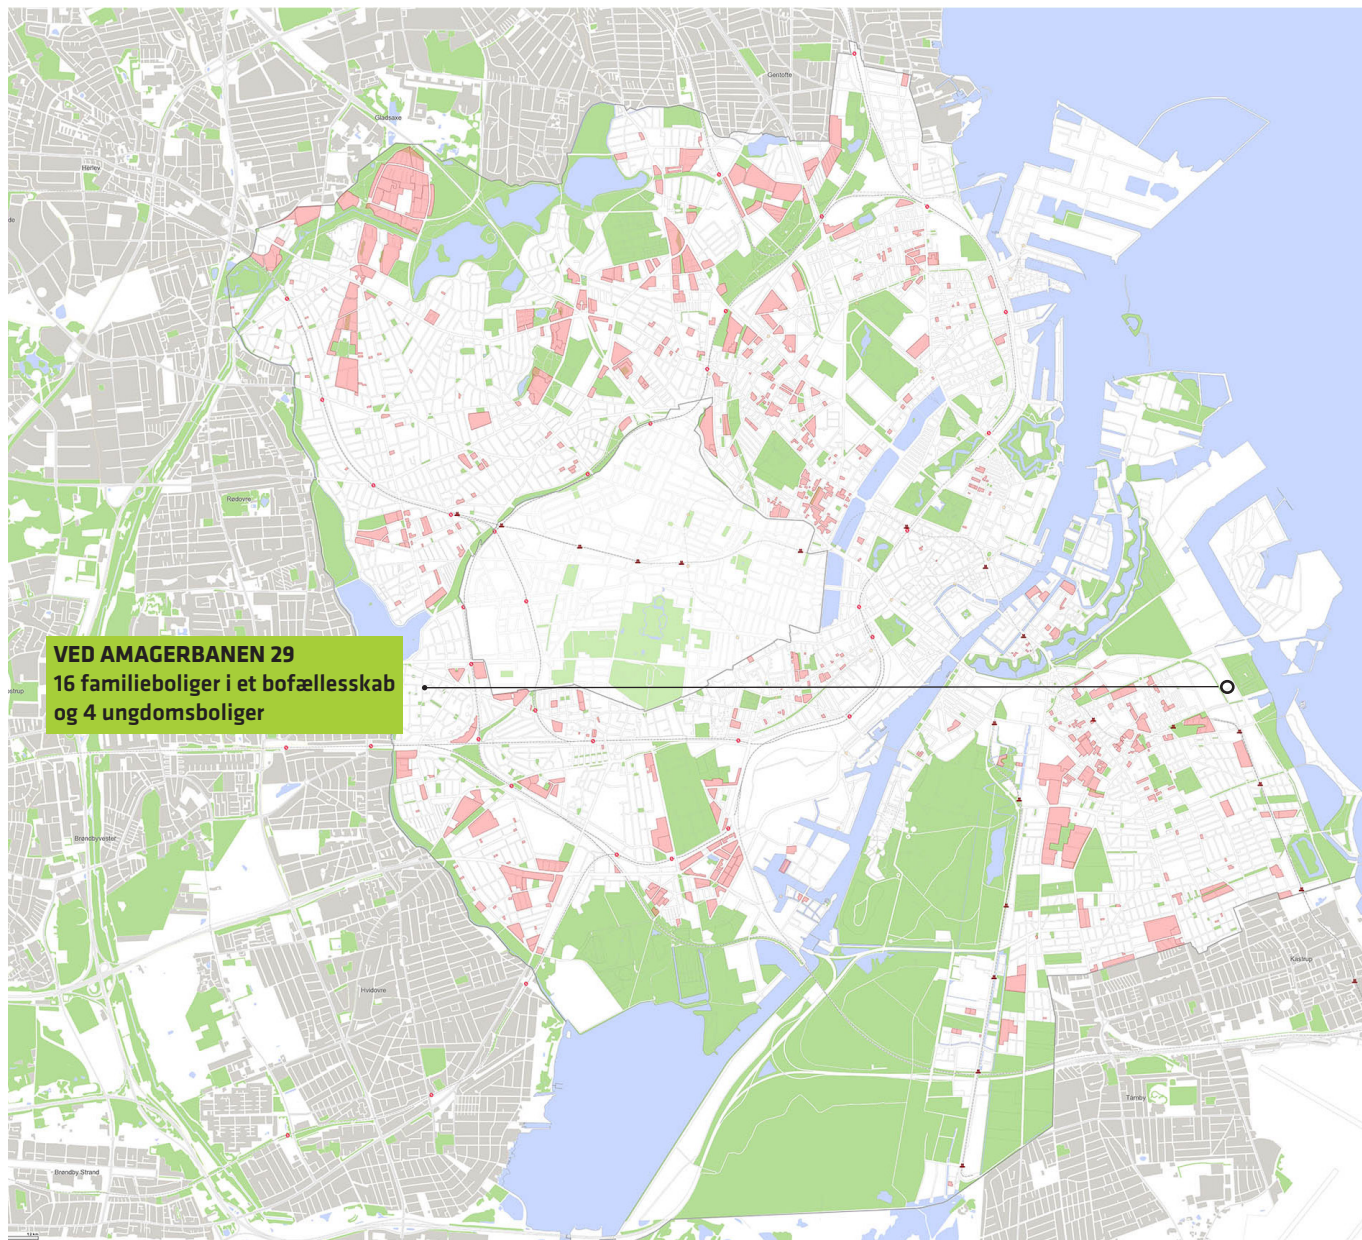 Gentofte
Gladsaxe
Herlev
Rødovre
VED AMAGERBANEN 29
16 familieboliger i et bofællesskab
og 4 ungdomsboliger
Brøndbyvester
Kastrup
Hvidovre
Tårnby
Brøndby Strand